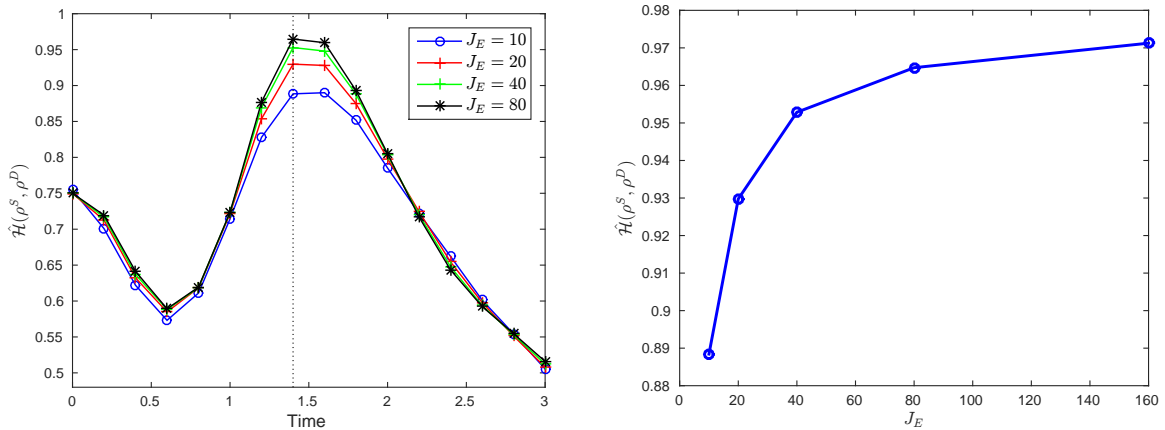 1
0.95
0.9
0.85
0.8
0.75
0.7
0.65
0.6
0.55
0.5
Ĥ(ρ^S, ρ^D)
J_E = 10
J_E = 20
J_E = 40
J_E = 80
0 0.5 1 1.5 2 2.5 3
Time
0.98
0.97
0.96
0.95
0.94
0.93
0.92
0.91
0.9
0.89
0.88
Ĥ(ρ^S, ρ^D)
0 20 40 60 80 100 120 140 160
J_E